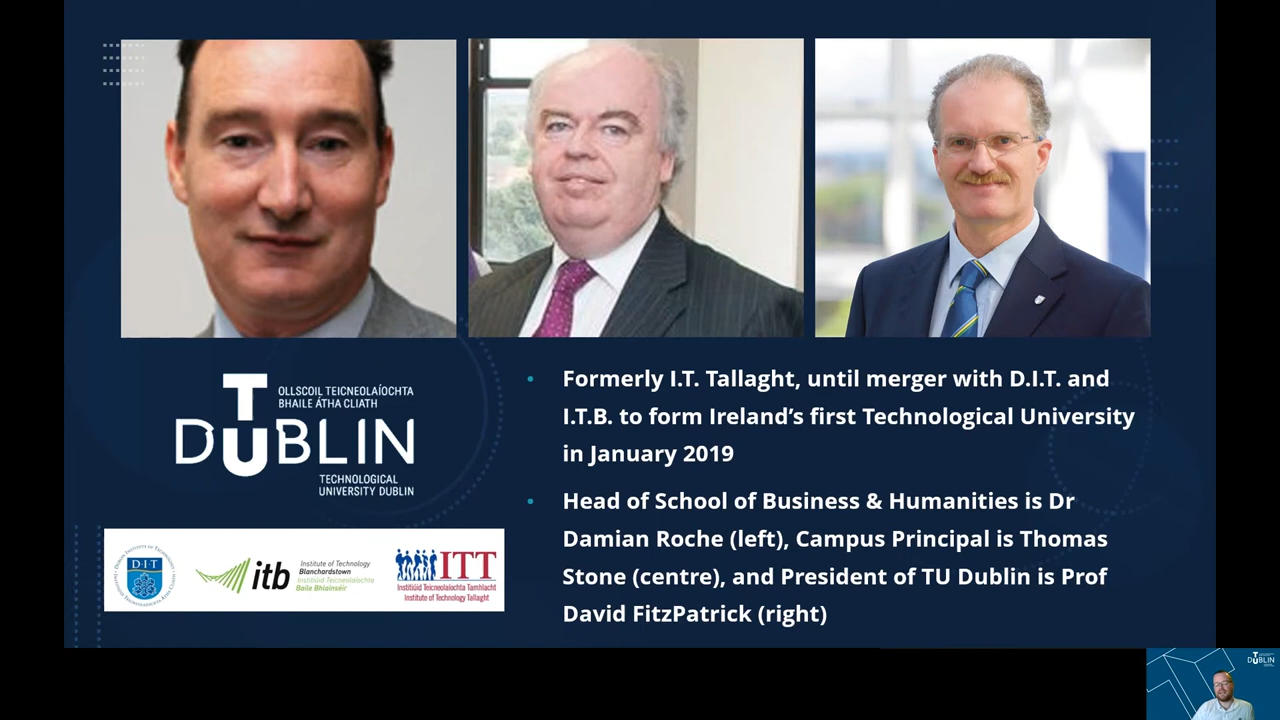 OLLSCOIL TEICNEOLAÍOCHTA
BHAILE ÁTHA CLIATH
TU
DUBLIN
TECHNOLOGICAL
UNIVERSITY DUBLIN
D·I·T
itb
Institute of Technology
Blanchardstown
Institiúid Teicneolaíochta
Baile Bhlainséir
ITT
Institiúid Teicneolaíochta Tamhlacht
Institute of Technology Tallaght
• Formerly I.T. Tallaght, until merger with D.I.T. and
I.T.B. to form Ireland’s first Technological University
in January 2019
• Head of School of Business & Humanities is Dr
Damian Roche (left), Campus Principal is Thomas
Stone (centre), and President of TU Dublin is Prof
David FitzPatrick (right)
DUBLIN